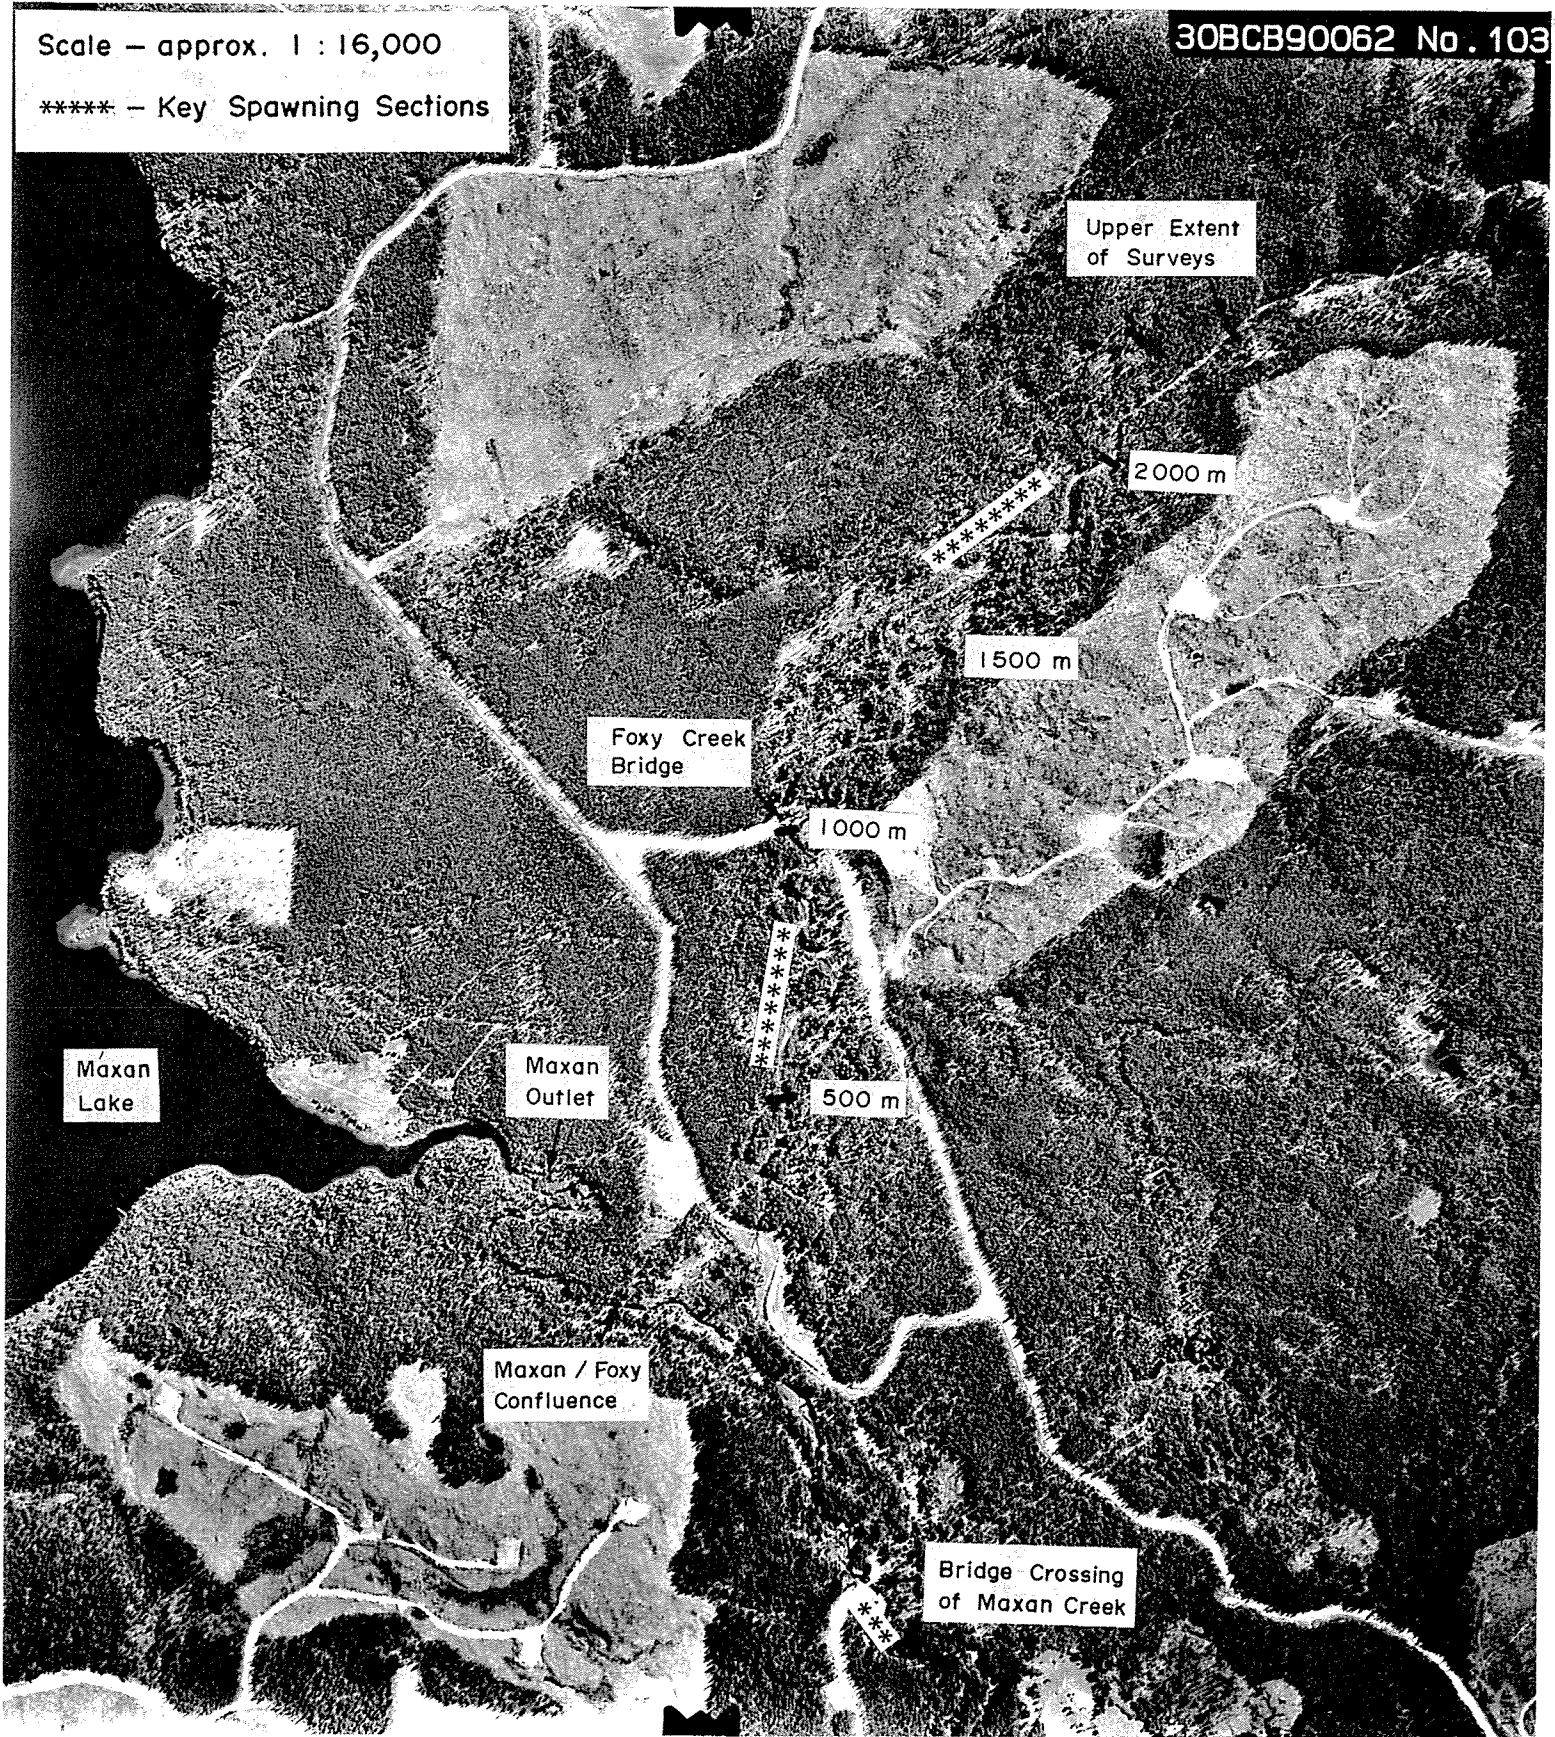 Scale – approx. 1 : 16,000
***** – Key Spawning Sections
30BCB90062 No. 103
Upper Extent
of Surveys
2000 m
*********
1500 m
Foxy Creek
Bridge
1000 m
**********
Maxan
Lake
Maxan
Outlet
500 m
Maxan / Foxy
Confluence
Bridge Crossing
of Maxan Creek
***